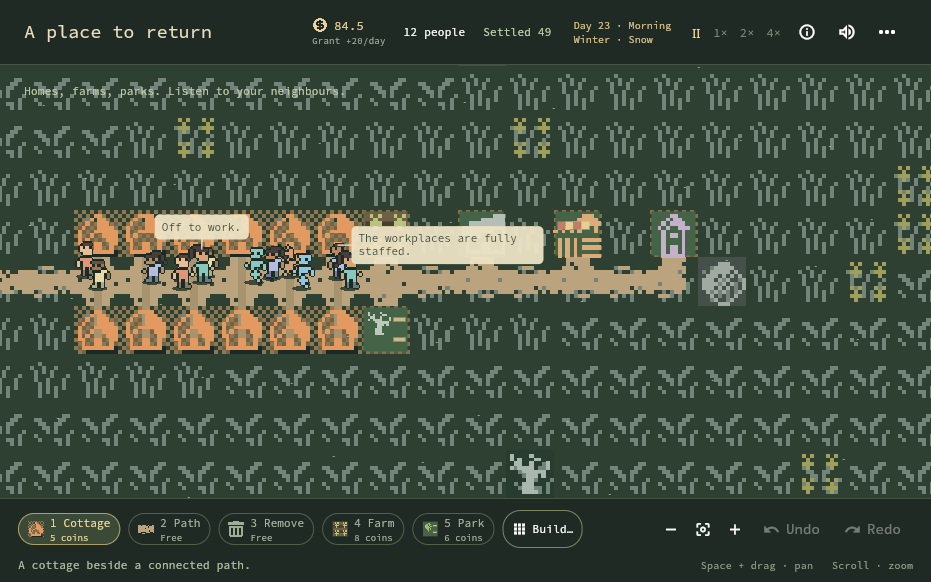 A place to return
84.5
Grant +20/day
12 people
Settled 49
Day 23 · Morning
Winter · Snow
1× 2× 4×
Homes, farms, parks. Listen to your neighbours.
Off to work.
The workplaces are fully
staffed.
1 Cottage
5 coins
2 Path
Free
3 Remove
Free
4 Farm
8 coins
5 Park
6 coins
Build…
Undo
Redo
A cottage beside a connected path.
Space + drag · pan Scroll · zoom